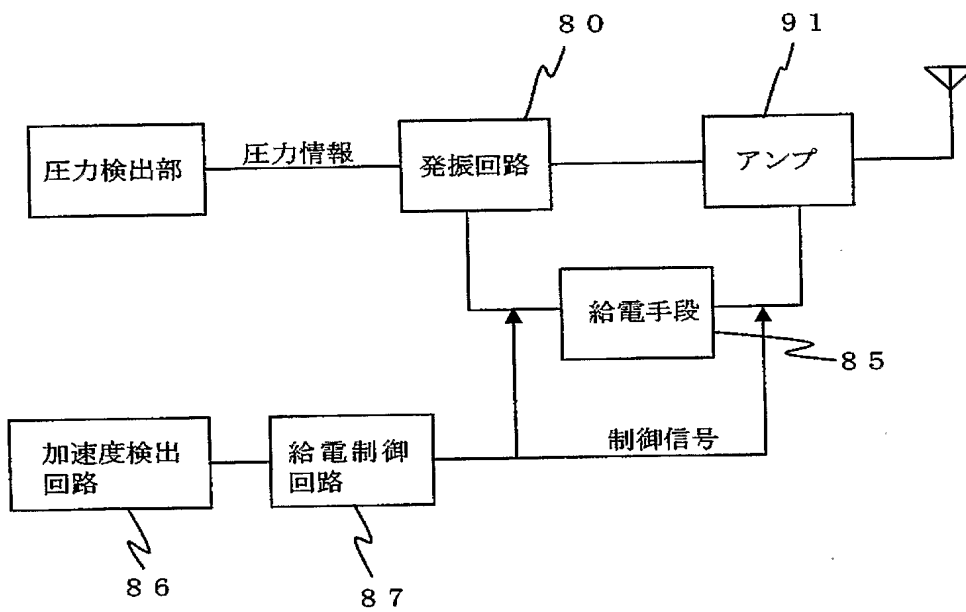 ８０
９１
圧力検出部
圧力情報
発振回路
アンプ
給電手段
８５
加速度検出
回路
給電制御
回路
制御信号
８６
８７